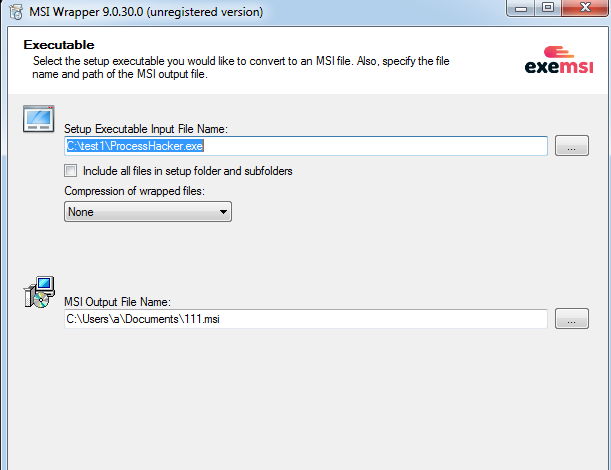 MSI Wrapper 9.0.30.0 (unregistered version)
Executable
Select the setup executable you would like to convert to an MSI file. Also, specify the file
name and path of the MSI output file.
exemsi
Setup Executable Input File Name:
C:\test1\ProcessHacker.exe
...
Include all files in setup folder and subfolders
Compression of wrapped files:
None
MSI Output File Name:
C:\Users\a\Documents\111.msi
...